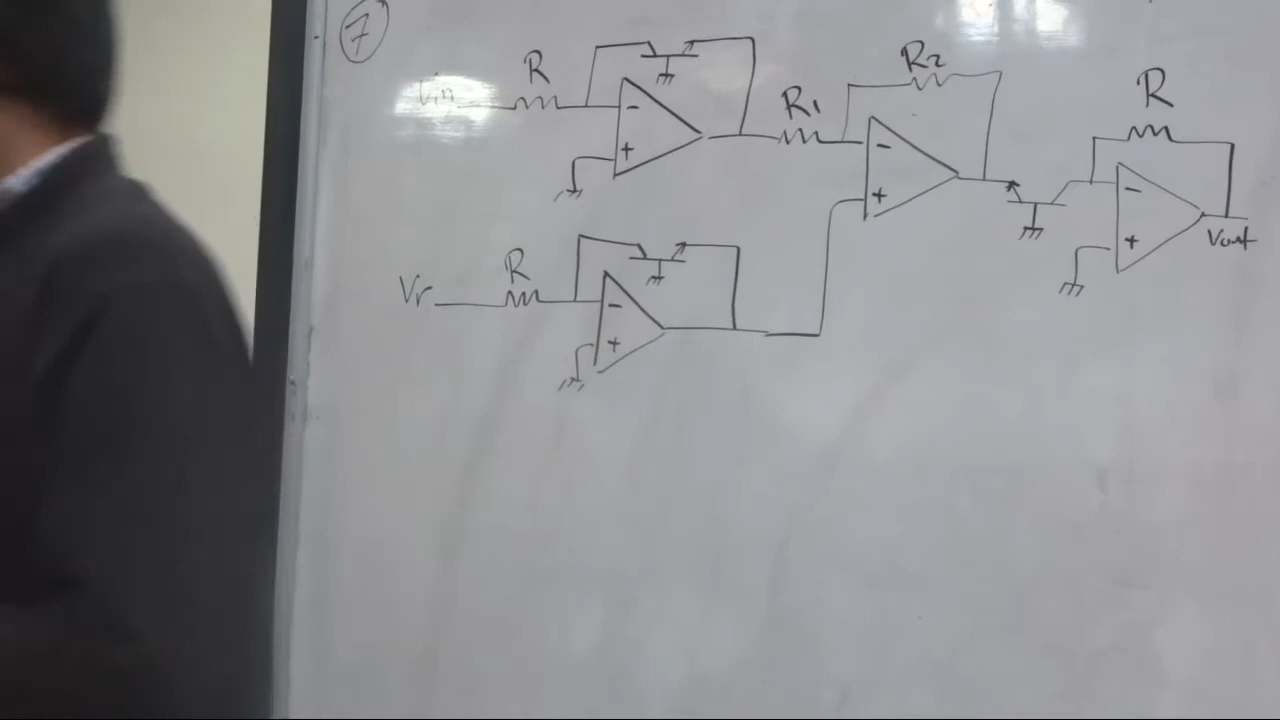 7
Vin R - + R1 R2 - + R - + Vout
Vr R - +